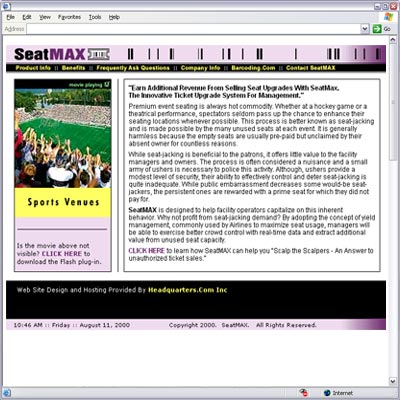 File Edit View Favorites Tools Help
Address
Go
SeatMAX III
Product Info :: Benefits :: Frequently Ask Questions :: Company Info :: Barcoding.Com :: Contact SeatMAX
movie playing
Sports Venues
Is the movie above not
visible? CLICK HERE to
download the Flash plug-in.
"Earn Additional Revenue From Selling Seat Upgrades With SeatMax,
The Innovative Ticket Upgrade System For Management."
Premium event seating is always hot commodity. Whether at a hockey game or a
theatrical performance, spectators seldom pass up the chance to enhance their
seating locations whenever possible. This process is better known as seat-jacking
and is made possible by the many unused seats at each event. It is generally
harmless because the empty seats are usually pre-paid but unclaimed by their
absent owner for countless reasons.
While seat-jacking is beneficial to the patrons, it offers little value to the facility
managers and owners. The process is often considered a nuisance and a small
army of ushers is necessary to police this activity. Although, ushers provide a
modest level of security, their ability to effectively control and deter seat-jacking is
quite inadequate. While public embarrassment decreases some would-be seat-
jackers, the persistent ones are rewarded with a prime seat for which they did not
pay for.
SeatMAX is designed to help facility operators capitalize on this inherent
behavior. Why not profit from seat-jacking demand? By adopting the concept of yield
management, commonly used by Airlines to maximize seat usage, managers will
be able to exercise better crowd control with real-time data and extract additional
value from unused seat capacity.
CLICK HERE to learn how SeatMAX can help you "Scalp the Scalpers - An Answer to
unauthorized ticket sales."
Web Site Design and Hosting Provided By Headquarters.Com Inc
10:46 AM :: Friday :: August 11, 2000 Copyright 2000. SeatMAX. All Rights Reserved.
Internet